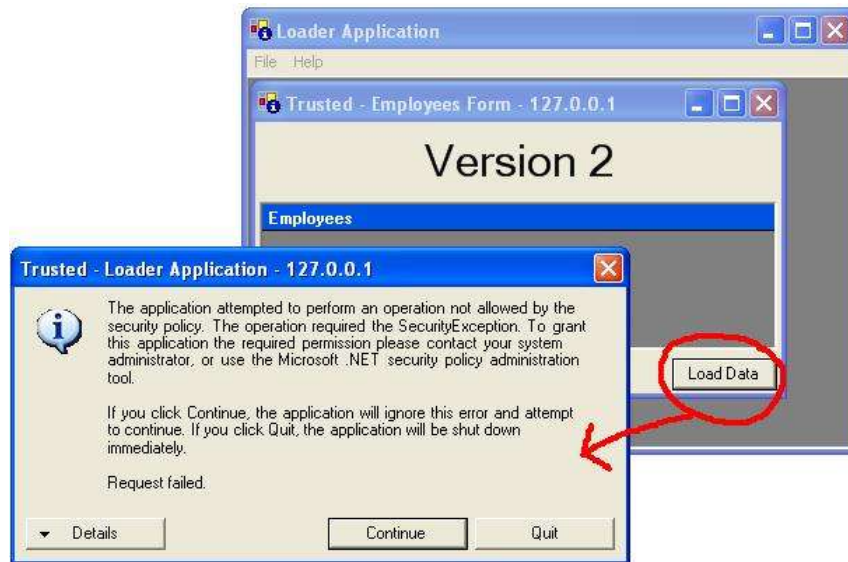 Loader Application
File Help
Trusted - Employees Form - 127.0.0.1
Version 2
Employees
Load Data
Trusted - Loader Application - 127.0.0.1
The application attempted to perform an operation not allowed by the
security policy. The operation required the SecurityException. To grant
this application the required permission please contact your system
administrator, or use the Microsoft .NET security policy administration
tool.
If you click Continue, the application will ignore this error and attempt
to continue. If you click Quit, the application will be shut down
immediately.
Request failed.
Details Continue Quit